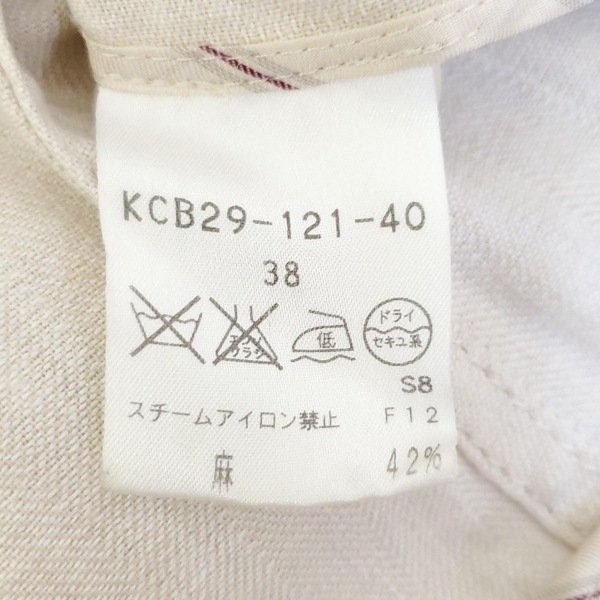 KCB29-121-40
38
エンソ
サラシ
低
ドライ
セキユ系
S8
スチームアイロン禁止 F12
麻 42%